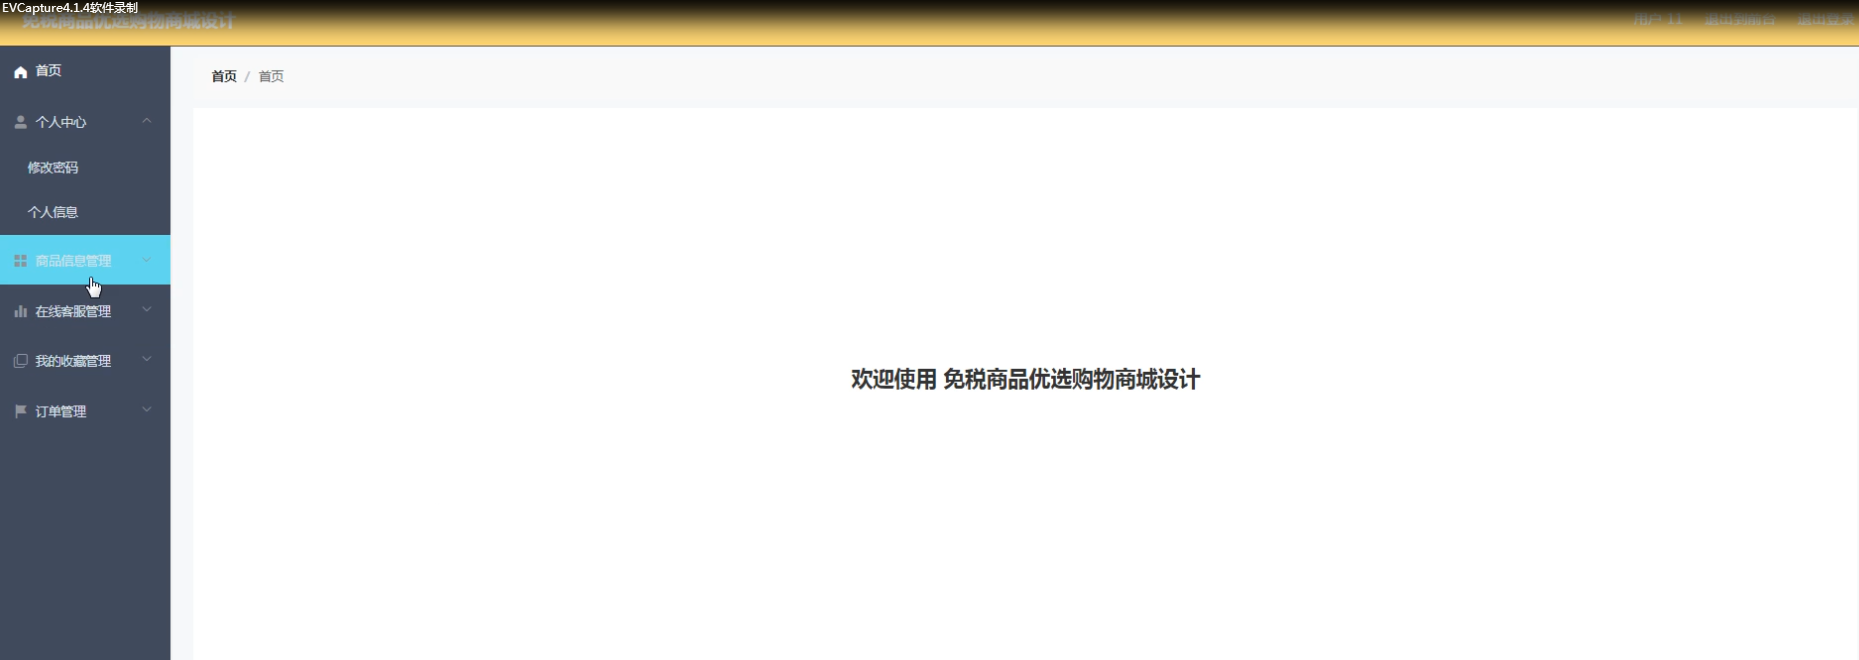 EVCapture4.1.4软件录制
免税商品优选购物商城设计
用户 11 退出到前台 退出登录
首页
个人中心
修改密码
个人信息
商品信息管理
在线客服管理
我的收藏管理
订单管理
首页 / 首页
欢迎使用 免税商品优选购物商城设计